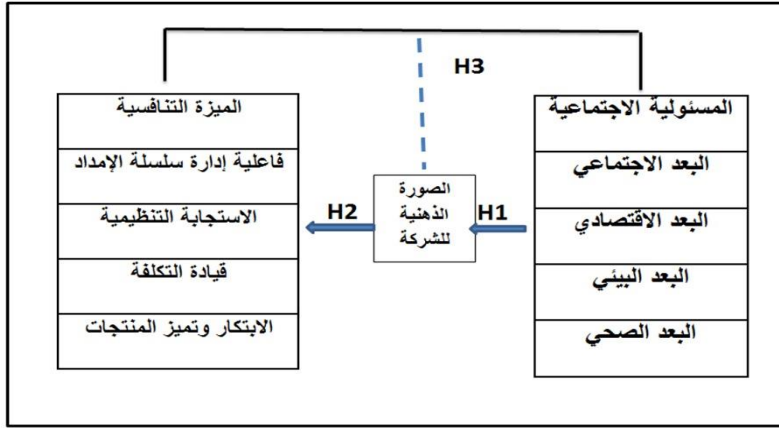 H3
المسئولية الاجتماعية
البعد الاجتماعي
البعد الاقتصادي
البعد البيئي
البعد الصحي
H1
الصورة
الذهنية
للشركة
H2
الميزة التنافسية
فاعلية إدارة سلسلة الإمداد
الاستجابة التنظيمية
قيادة التكلفة
الابتكار وتميز المنتجات